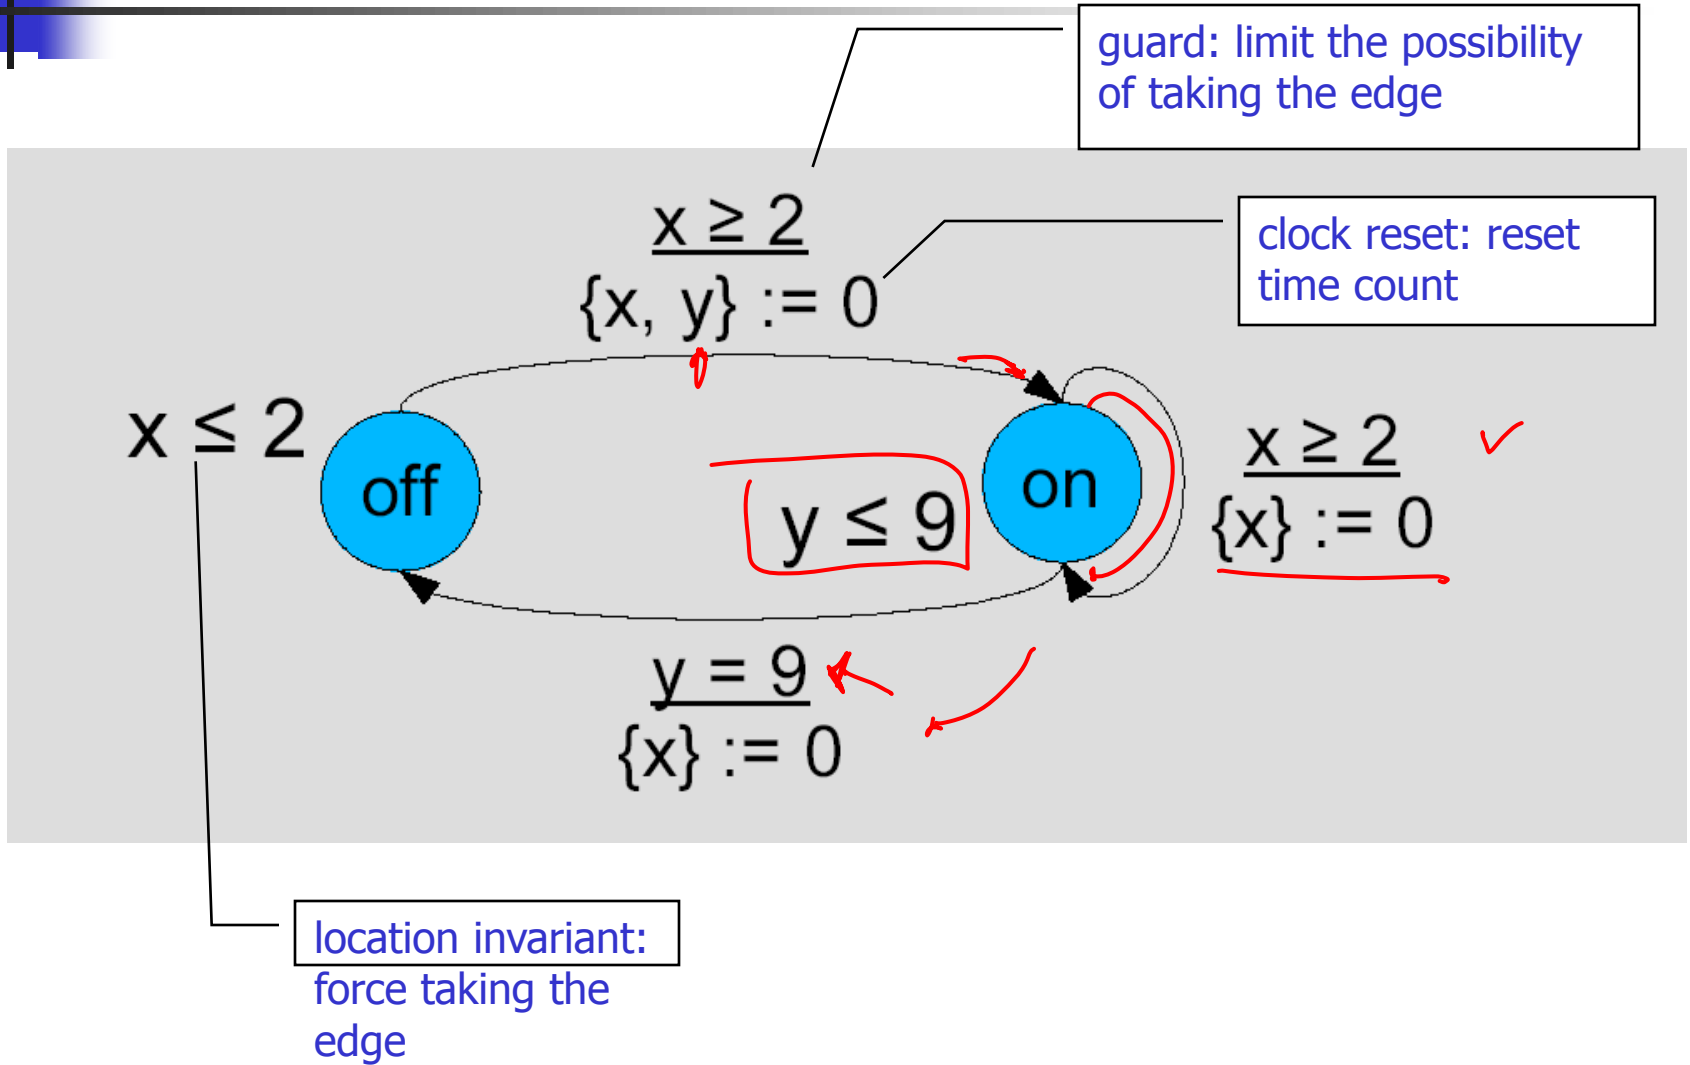 guard: limit the possibility
of taking the edge
x ≥ 2
{x, y} := 0
clock reset: reset
time count
x ≤ 2
off
y ≤ 9
on
x ≥ 2
{x} := 0
y = 9
{x} := 0
location invariant:
force taking the
edge